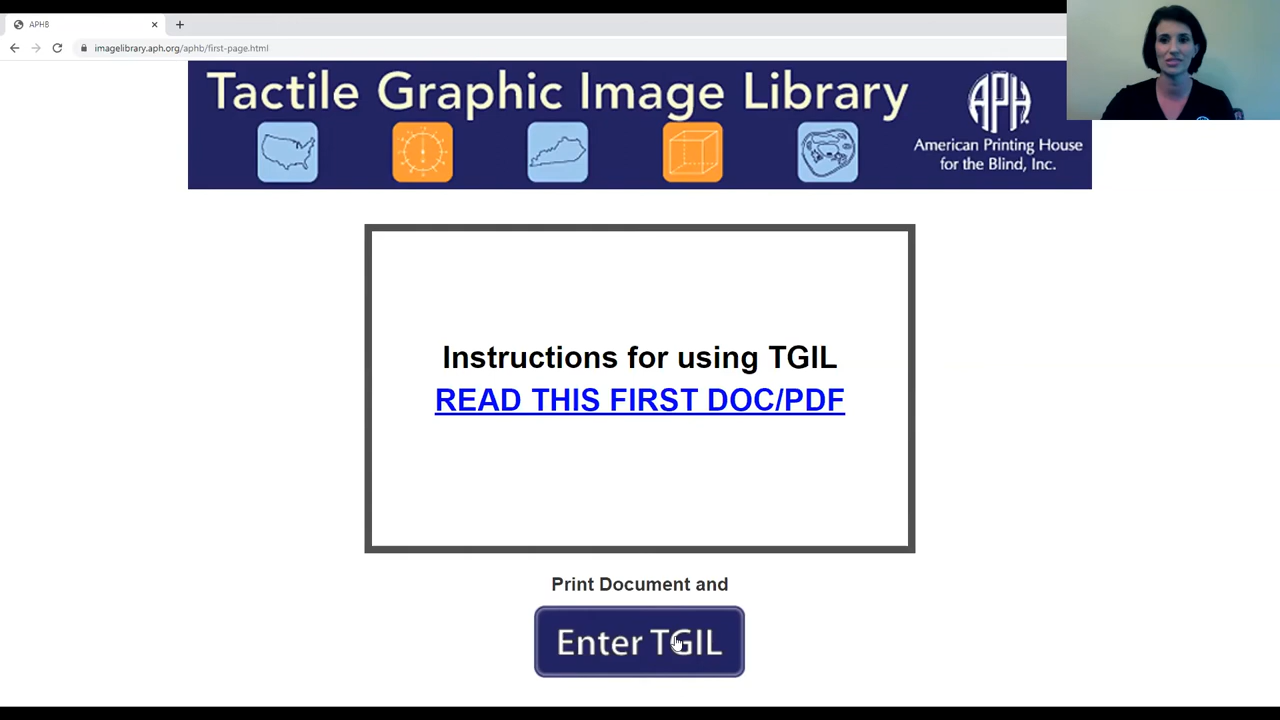 APHB
imagelibrary.aph.org/aphb/first-page.html
Tactile Graphic Image Library
APH
American Printing House
for the Blind, Inc.
Instructions for using TGIL
READ THIS FIRST DOC/PDF
Print Document and
Enter TGIL